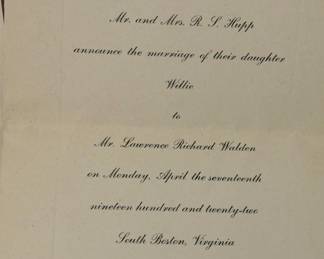 Mr. and Mrs. R. S. Hupp
announce the marriage of their daughter
Willie
to
Mr. Lawrence Richard Walden
on Monday, April the seventeenth
nineteen hundred and twenty-two
South Boston, Virginia